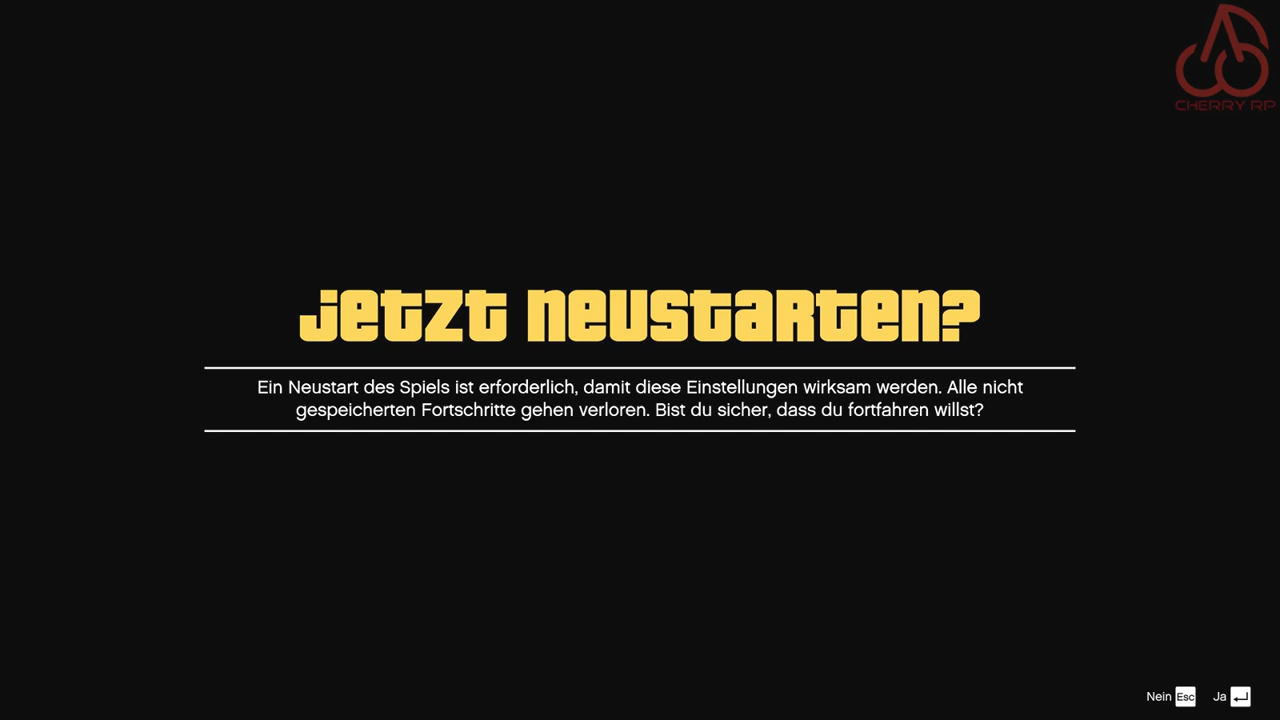 CHERRY RP
Jetzt neustarten?
Ein Neustart des Spiels ist erforderlich, damit diese Einstellungen wirksam werden. Alle nicht
gespeicherten Fortschritte gehen verloren. Bist du sicher, dass du fortfahren willst?
Nein Esc Ja